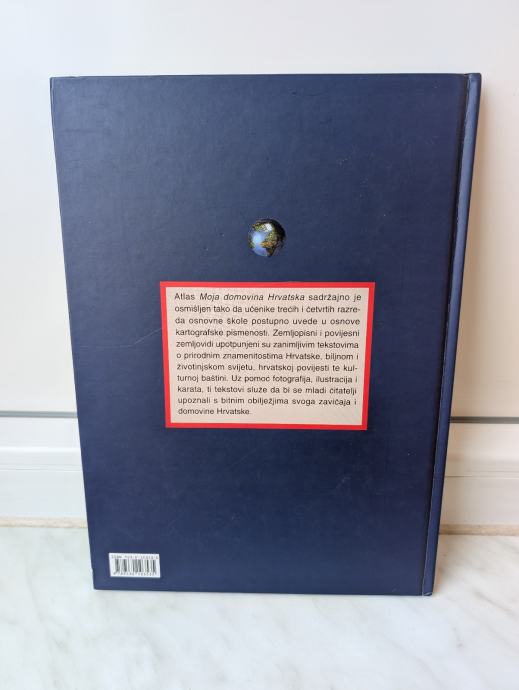 Atlas Moja domovina Hrvatska sadržajno je
osmišljen tako da učenike trećih i četvrtih razre-
da osnovne škole postupno uvede u osnove
kartografske pismenosti. Zemljopisni i povijesni
zemljovidi upotpunjeni su zanimljivim tekstovima
o prirodnim znamenitostima Hrvatske, biljnom i
životinjskom svijetu, hrvatskoj povijesti te kul-
turnoj baštini. Uz pomoć fotografija, ilustracija i
karata, ti tekstovi služe da bi se mladi čitatelji
upoznali s bitnim obilježjima svoga zavičaja i
domovine Hrvatske.
ISBN